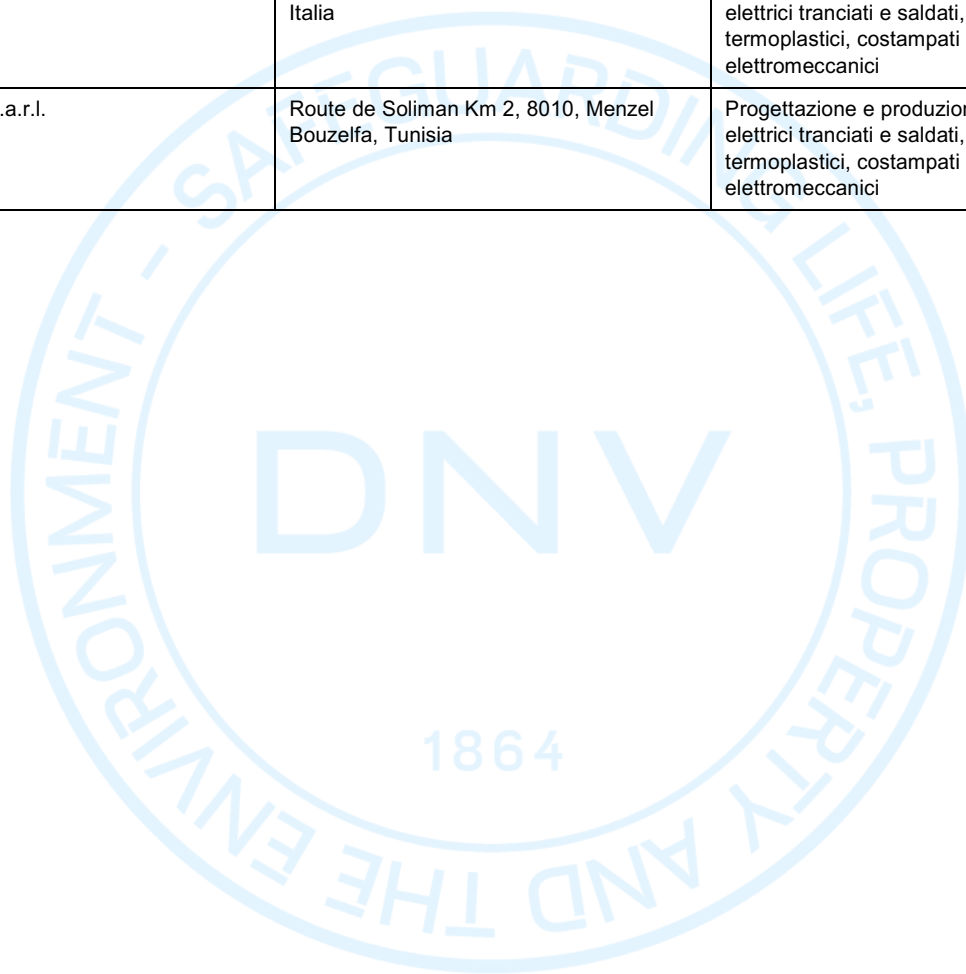 Italia
elettrici tranciati e saldati,
termoplastici, costampati
elettromeccanici
.a.r.l.
Route de Soliman Km 2, 8010, Menzel
Bouzelfa, Tunisia
Progettazione e produzion
elettrici tranciati e saldati,
termoplastici, costampati
elettromeccanici
SAFEGUARDING LIFE, PROPERTY AND THE ENVIRONMENT -
DNV
1864